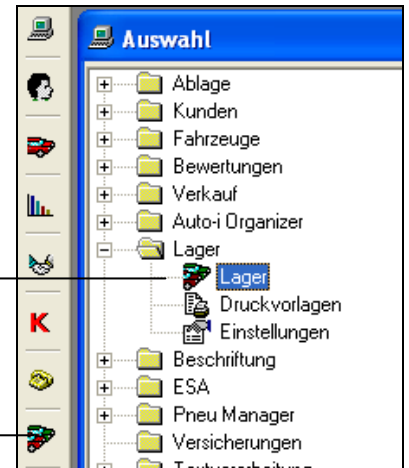 Auswahl
Ablage
Kunden
Fahrzeuge
Bewertungen
Verkauf
Auto-i Organizer
Lager
Lager
Druckvorlagen
Einstellungen
K
Beschriftung
ESA
Pneu Manager
Versicherungen